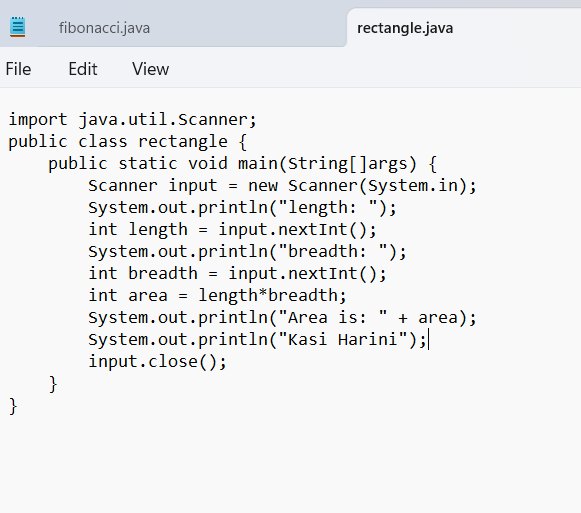 fibonacci.java
rectangle.java
File Edit View
import java.util.Scanner;
public class rectangle {
    public static void main(String[]args) {
        Scanner input = new Scanner(System.in);
        System.out.println("length: ");
        int length = input.nextInt();
        System.out.println("breadth: ");
        int breadth = input.nextInt();
        int area = length*breadth;
        System.out.println("Area is: " + area);
        System.out.println("Kasi Harini");
        input.close();
    }
}